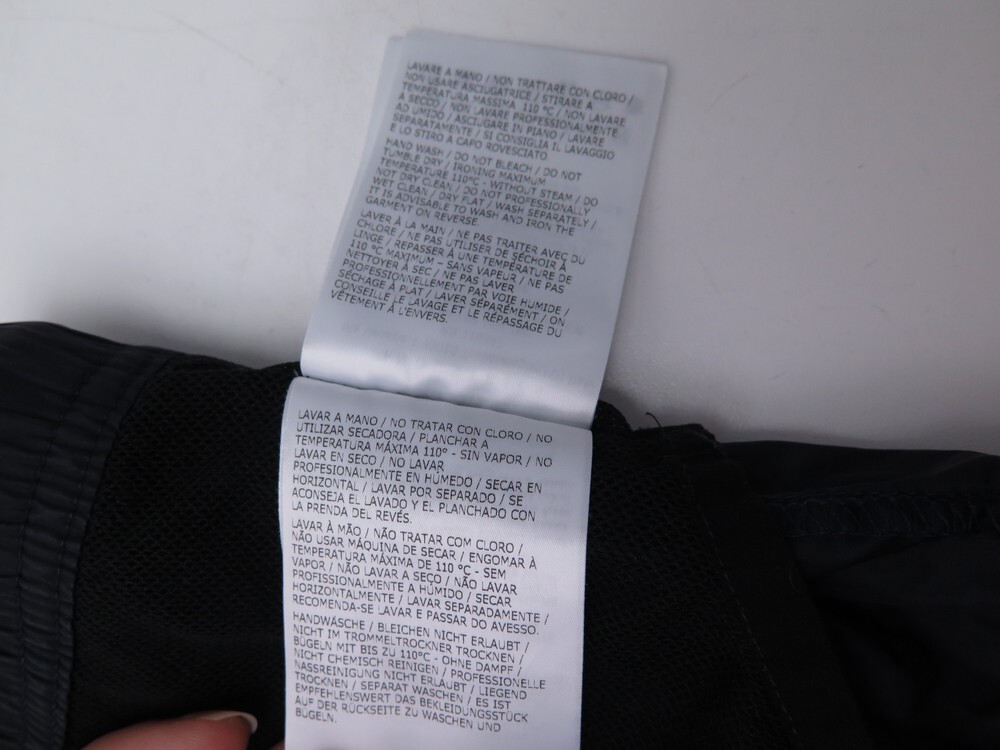 LAVARE A MANO / NON TRATTARE CON CLORO /
NON USARE ASCIUGATRICE / STIRARE A
TEMPERATURA MASSIMA 110 °C / NON LAVARE
A SECCO / NON LAVARE PROFESSIONALMENTE
AD UMIDO / ASCIUGARE IN PIANO / LAVARE
SEPARATAMENTE / SI CONSIGLIA IL LAVAGGIO
E LO STIRO A CAPO ROVESCIATO
HAND WASH / DO NOT BLEACH / DO NOT
TUMBLE DRY / IRONING MAXIMUM
TEMPERATURE 110°C - WITHOUT STEAM / DO
NOT DRY CLEAN / DO NOT PROFESSIONALLY
WET CLEAN / DRY FLAT / WASH SEPARATELY /
IT IS ADVISABLE TO WASH AND IRON THE
GARMENT ON REVERSE.
LAVER À LA MAIN / NE PAS TRAITER AVEC DU
CHLORE / NE PAS UTILISER DE SÉCHOIR À
LINGE / REPASSER À UNE TEMPÉRATURE DE
110 °C MAXIMUM – SANS VAPEUR / NE PAS
NETTOYER À SEC / NE PAS LAVER
PROFESSIONNELLEMENT PAR VOIE HUMIDE /
SÉCHAGE À PLAT / LAVER SÉPARÉMENT / ON
CONSEILLE LE LAVAGE ET LE RÉPASSAGE DU
VÊTEMENT À L'ENVERS.
LAVAR A MANO / NO TRATAR CON CLORO / NO
UTILIZAR SECADORA / PLANCHAR A
TEMPERATURA MÁXIMA 110° - SIN VAPOR / NO
LAVAR EN SECO / NO LAVAR
PROFESIONALMENTE EN HÚMEDO / SECAR EN
HORIZONTAL / LAVAR POR SEPARADO / SE
ACONSEJA EL LAVADO Y EL PLANCHADO CON
LA PRENDA DEL REVÉS.
LAVAR À MÃO / NÃO TRATAR COM CLORO /
NÃO USAR MÁQUINA DE SECAR / ENGOMAR À
TEMPERATURA MÁXIMA DE 110 °C - SEM
VAPOR / NÃO LAVAR A SECO / NÃO LAVAR
PROFISSIONALMENTE A HÚMIDO / SECAR
HORIZONTALMENTE / LAVAR SEPARADAMENTE /
RECOMENDA-SE LAVAR E PASSAR DO AVESSO.
HANDWÄSCHE / BLEICHEN NICHT ERLAUBT /
NICHT IM TROMMELTROCKNER TROCKNEN /
BÜGELN MIT BIS ZU 110°C - OHNE DAMPF /
NICHT CHEMISCH REINIGEN / PROFESSIONELLE
NASSREINIGUNG NICHT ERLAUBT / LIEGEND
TROCKNEN / SEPARAT WASCHEN / ES IST
EMPFEHLENSWERT DAS BEKLEIDUNGSSTÜCK
AUF DER RÜCKSEITE ZU WASCHEN UND
BÜGELN.